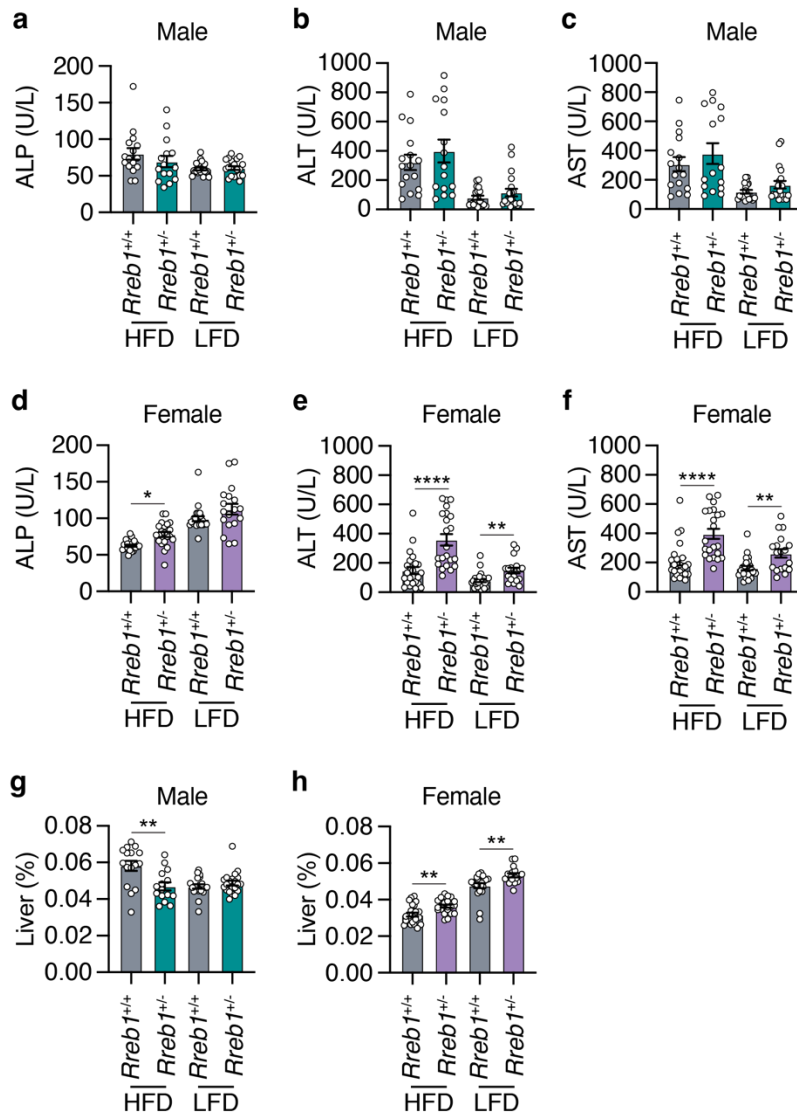 a Male
ALP (U/L)
200
150
100
50
0
Rreb1+/+ Rreb1+/- Rreb1+/+ Rreb1+/-
HFD LFD
b Male
ALT (U/L)
1000
800
600
400
200
0
Rreb1+/+ Rreb1+/- Rreb1+/+ Rreb1+/-
HFD LFD
c Male
AST (U/L)
1000
800
600
400
200
0
Rreb1+/+ Rreb1+/- Rreb1+/+ Rreb1+/-
HFD LFD
d Female
ALP (U/L)
200
150
100
50
0
*
Rreb1+/+ Rreb1+/- Rreb1+/+ Rreb1+/-
HFD LFD
e Female
ALT (U/L)
1000
800
600
400
200
0
**** **
Rreb1+/+ Rreb1+/- Rreb1+/+ Rreb1+/-
HFD LFD
f Female
AST (U/L)
1000
800
600
400
200
0
**** **
Rreb1+/+ Rreb1+/- Rreb1+/+ Rreb1+/-
HFD LFD
g Male
Liver (%)
0.08
0.06
0.04
0.02
0.00
**
Rreb1+/+ Rreb1+/- Rreb1+/+ Rreb1+/-
HFD LFD
h Female
Liver (%)
0.08
0.06
0.04
0.02
0.00
** **
Rreb1+/+ Rreb1+/- Rreb1+/+ Rreb1+/-
HFD LFD